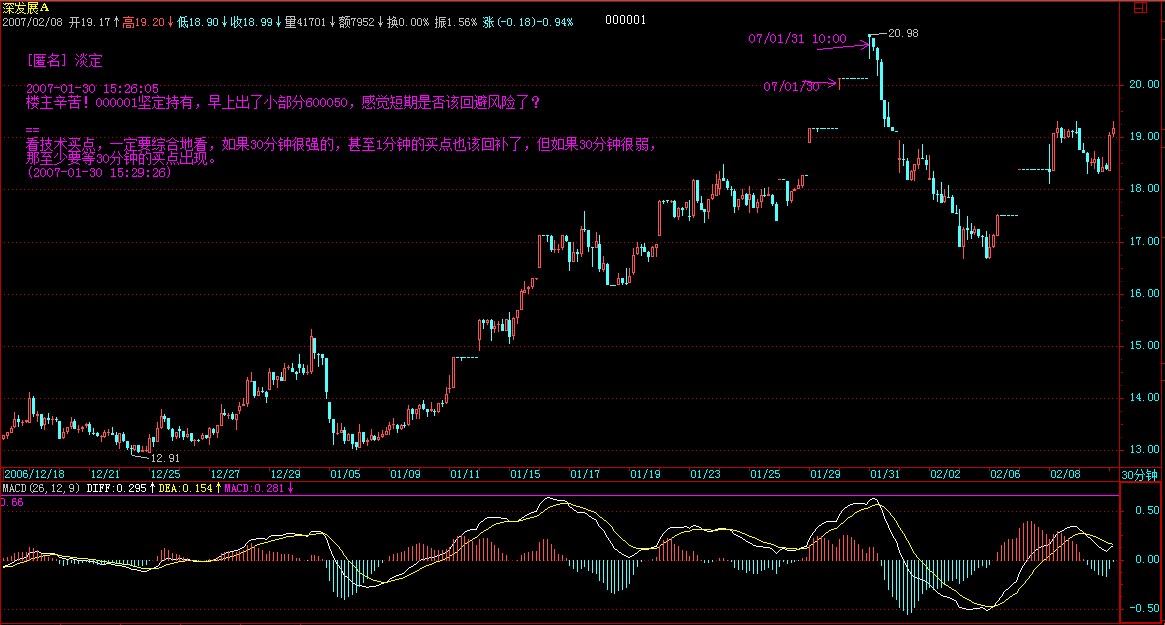 深发展A
2007/02/08 开19.17↑高19.20↓低18.90↓收18.99↓量41701↓额7952↓换0.00% 振1.56% 涨(-0.18)-0.94%
000001
20.98
07/01/31 10:00
[匿名] 淡定
07/01/30
20.00
2007-01-30 15:26:05
楼主辛苦！000001坚定持有，早上出了小部分600050，感觉短期是否该回避风险了？
==
19.00
看技术买点，一定要综合地看，如果30分钟很强的，甚至1分钟的买点也该回补了，但如果30分钟很弱，
那至少要等30分钟的买点出现。
(2007-01-30 15:29:26)
18.00
17.00
16.00
15.00
14.00
13.00
12.91
2006/12/18 12/21 12/25 12/27 12/29 01/05 01/09 01/11 01/15 01/17 01/19 01/23 01/25 01/29 01/31 02/02 02/06 02/08 30分钟
MACD(26,12,9) DIFF:0.295↑DEA:0.154↑MACD:0.281↓
0.66
0.50
0.00
-0.50